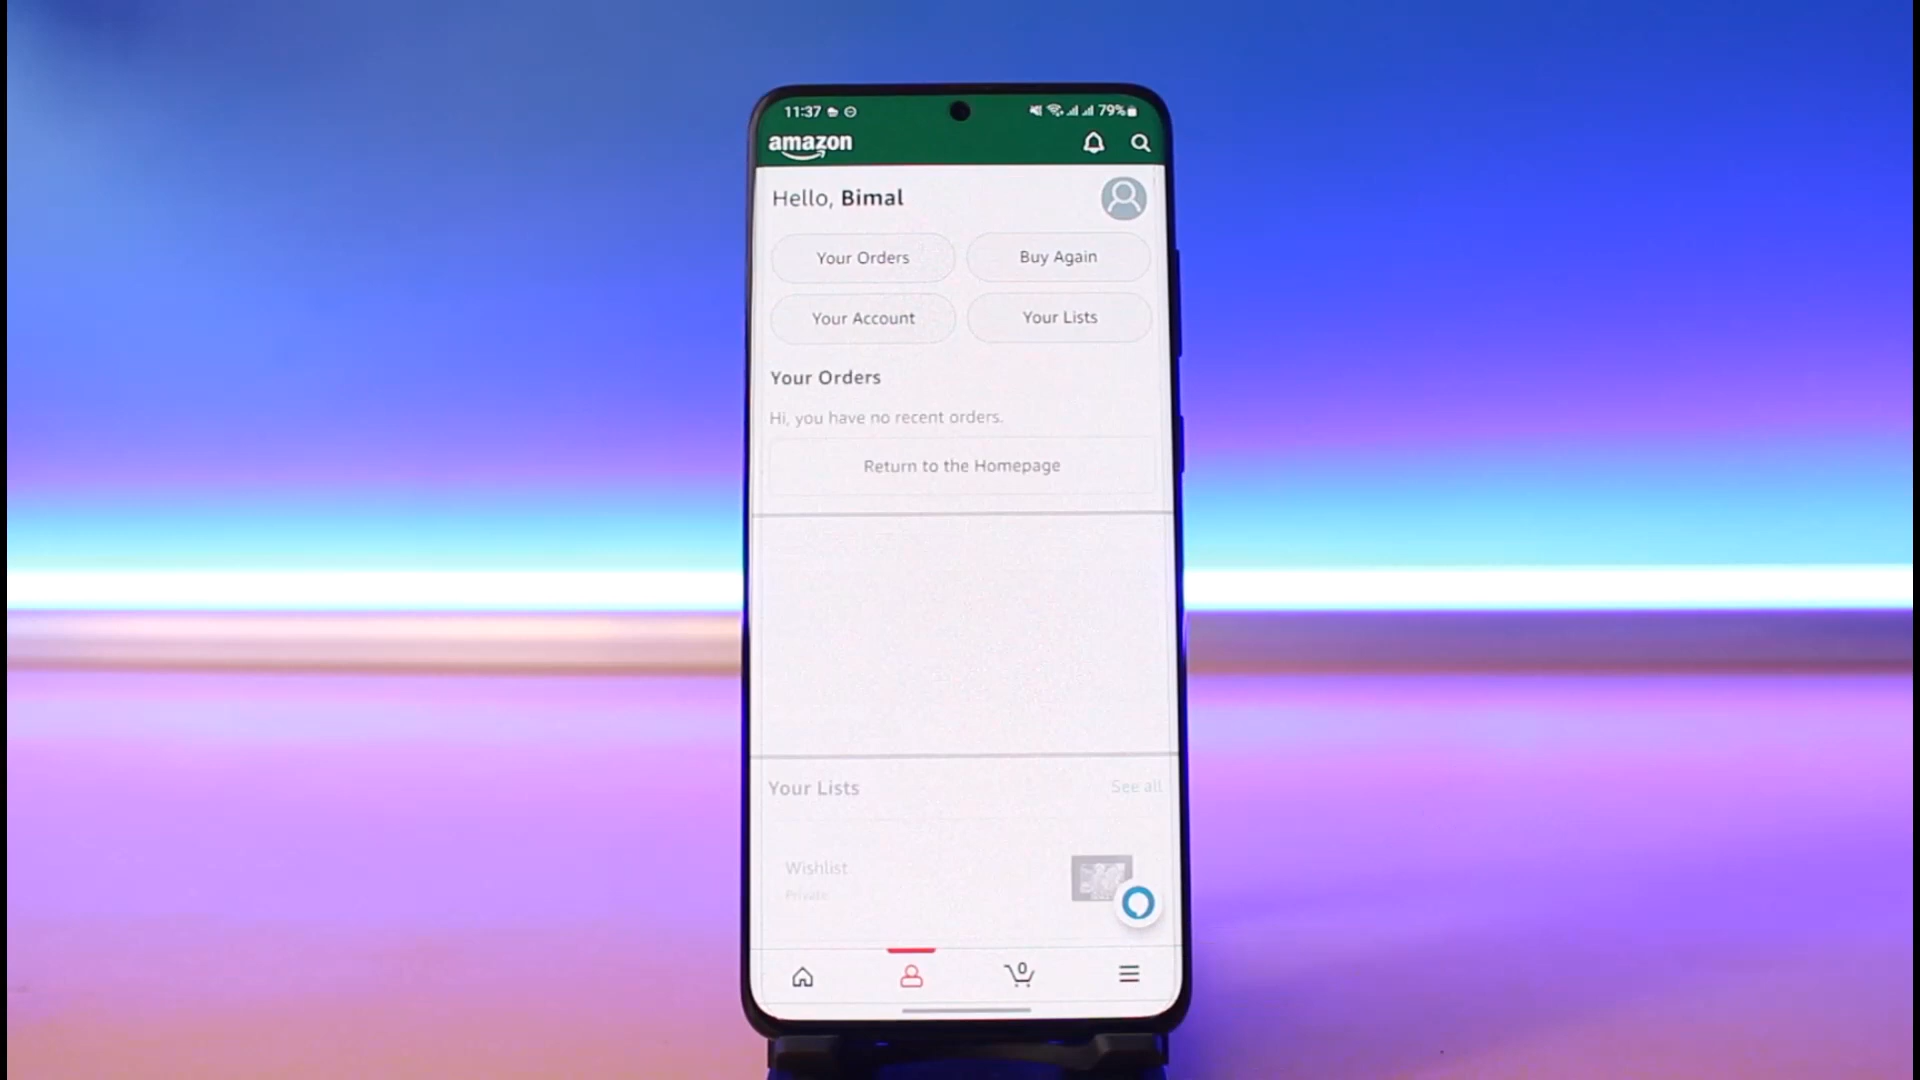 11:37 79%
amazon
Hello, Bimal
Your Orders Buy Again
Your Account Your Lists
Your Orders
Hi, you have no recent orders.
Return to the Homepage
Your Lists See all
Wishlist
Private
0